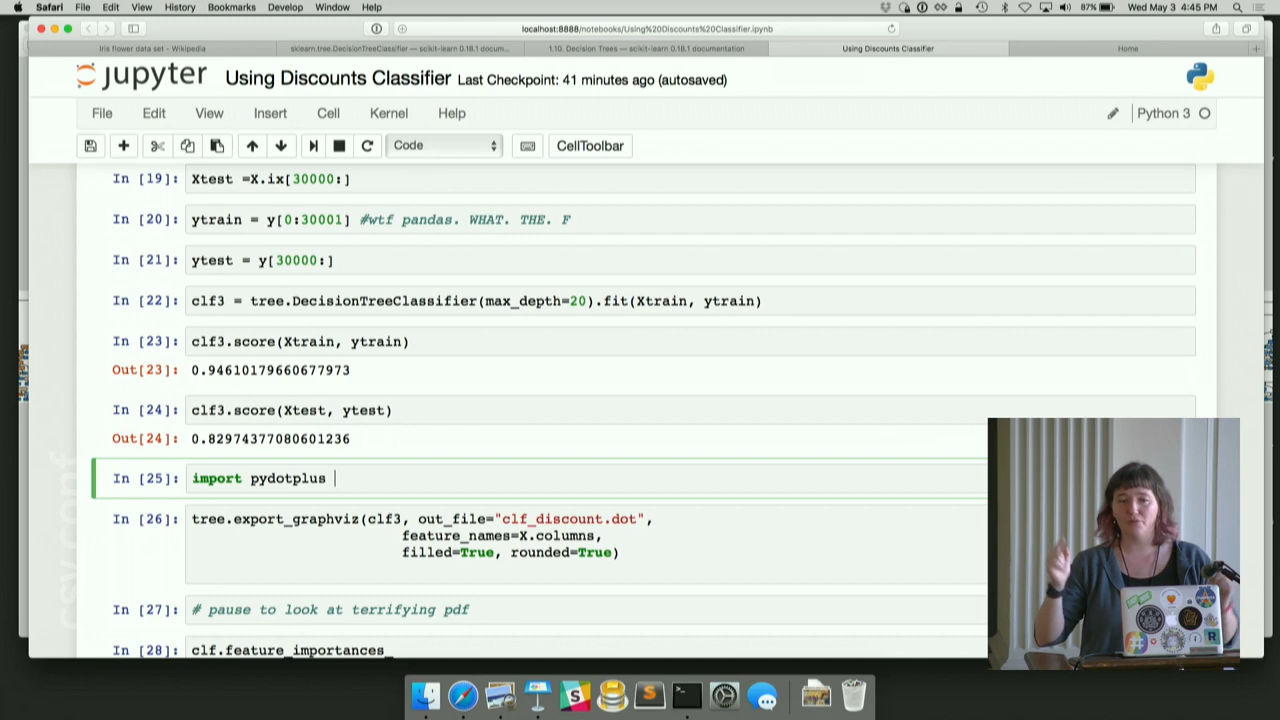 Safari File Edit View History Bookmarks Develop Window Help 87% Wed May 3 4:45 PM
localhost:8888/notebooks/Using%20Discounts%20Classifier.ipynb
Iris flower data set - Wikipedia sklearn.tree.DecisionTreeClassifier — scikit-learn 0.18.1 docum... 1.10. Decision Trees — scikit-learn 0.18.1 documentation Using Discounts Classifier Home
jupyter Using Discounts Classifier Last Checkpoint: 41 minutes ago (autosaved)
File Edit View Insert Cell Kernel Help Python 3
Code CellToolbar
In [19]: Xtest =X.ix[30000:]
In [20]: ytrain = y[0:30001] #wtf pandas. WHAT. THE. F
In [21]: ytest = y[30000:]
In [22]: clf3 = tree.DecisionTreeClassifier(max_depth=20).fit(Xtrain, ytrain)
In [23]: clf3.score(Xtrain, ytrain)
Out[23]: 0.94610179660677973
In [24]: clf3.score(Xtest, ytest)
Out[24]: 0.82974377080601236
In [25]: import pydotplus
In [26]: tree.export_graphviz(clf3, out_file="clf_discount.dot",
feature_names=X.columns,
filled=True, rounded=True)
In [27]: # pause to look at terrifying pdf
In [28]: clf.feature_importances_
csv,conf